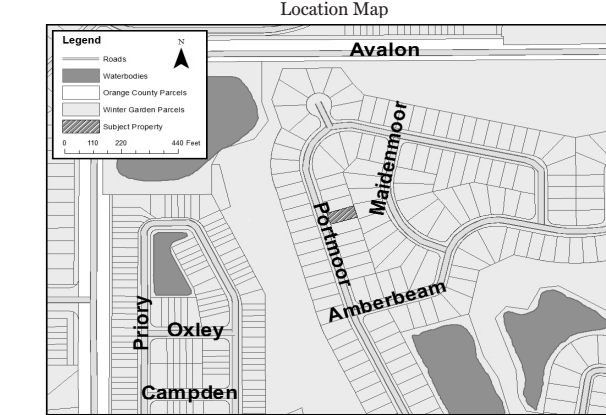 Location Map
Legend
N
Roads
Waterbodies
Orange County Parcels
Winter Garden Parcels
Subject Property
0 110 220 440 Feet
Avalon
Maidenmoor
Portmoor
Amberbeam
Priory
Oxley
Campden